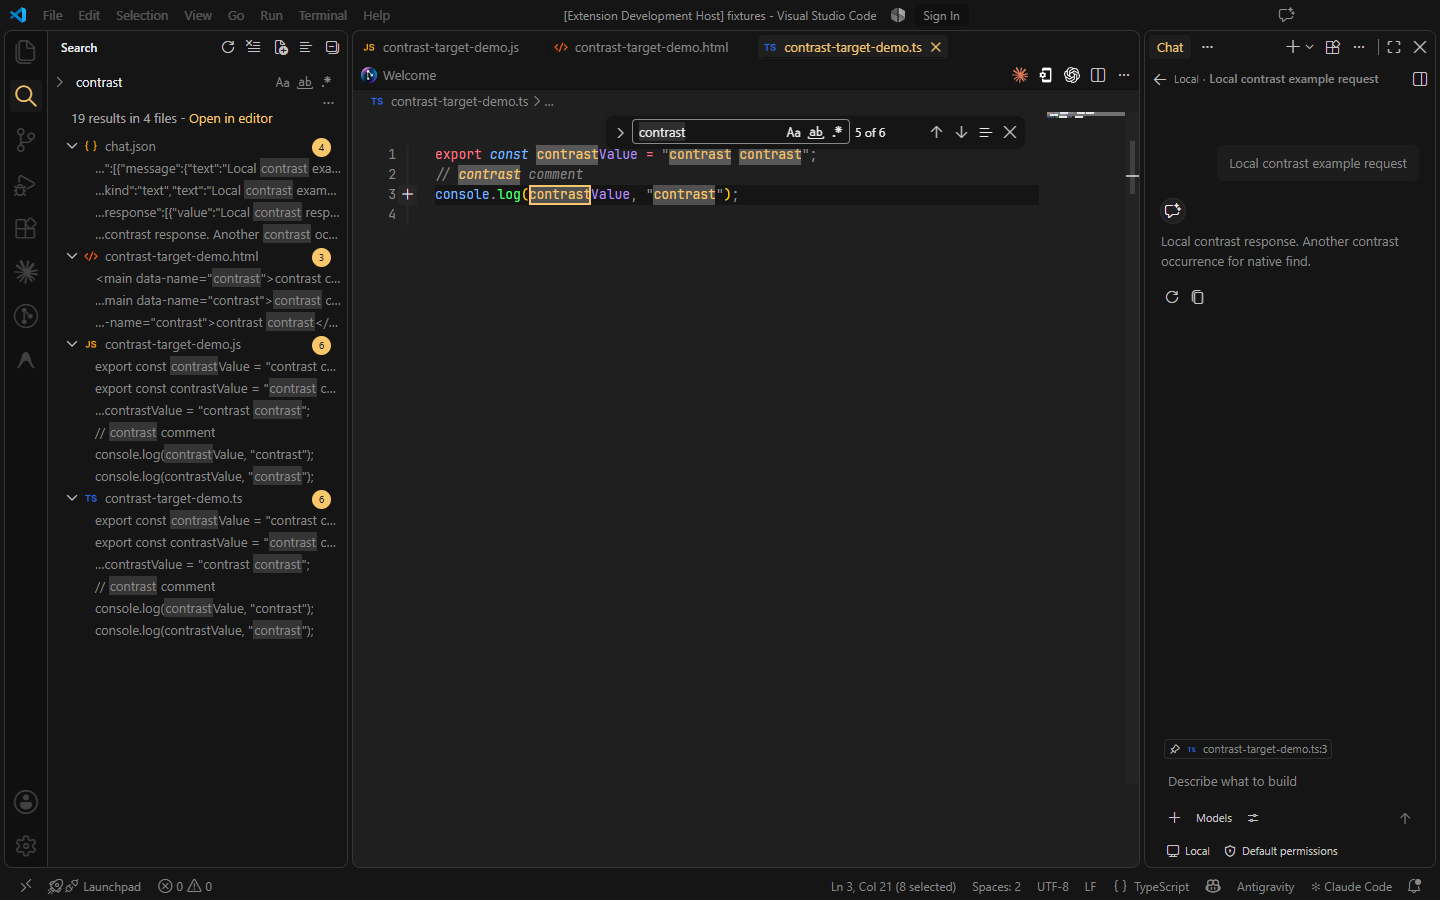 File Edit Selection View Go Run Terminal Help
[Extension Development Host] fixtures - Visual Studio Code
Sign In
Search
contrast
Aa ab .*
19 results in 4 files - Open in editor
{ } chat.json 4
...":[{"message":{"text":"Local contrast exa...
...kind":"text","text":"Local contrast exam...
...response":[{"value":"Local contrast resp...
...contrast response. Another contrast oc...
contrast-target-demo.html 3
<main data-name="contrast">contrast c...
...main data-name="contrast">contrast c...
...-name="contrast">contrast contrast</...
JS contrast-target-demo.js 6
export const contrastValue = "contrast c...
export const contrastValue = "contrast c...
...contrastValue = "contrast contrast";
// contrast comment
console.log(contrastValue, "contrast");
console.log(contrastValue, "contrast");
TS contrast-target-demo.ts 6
export const contrastValue = "contrast c...
export const contrastValue = "contrast c...
...contrastValue = "contrast contrast";
// contrast comment
console.log(contrastValue, "contrast");
console.log(contrastValue, "contrast");
JS contrast-target-demo.js
contrast-target-demo.html
TS contrast-target-demo.ts
Welcome
TS contrast-target-demo.ts > ...
contrast Aa ab .* 5 of 6
1 export const contrastValue = "contrast contrast";
2 // contrast comment
3 console.log(contrastValue, "contrast");
4
Chat
Local · Local contrast example request
Local contrast example request
Local contrast response. Another contrast
occurrence for native find.
TS contrast-target-demo.ts:3
Describe what to build
Models
Local Default permissions
Launchpad 0 0
Ln 3, Col 21 (8 selected) Spaces: 2 UTF-8 LF { } TypeScript Antigravity Claude Code